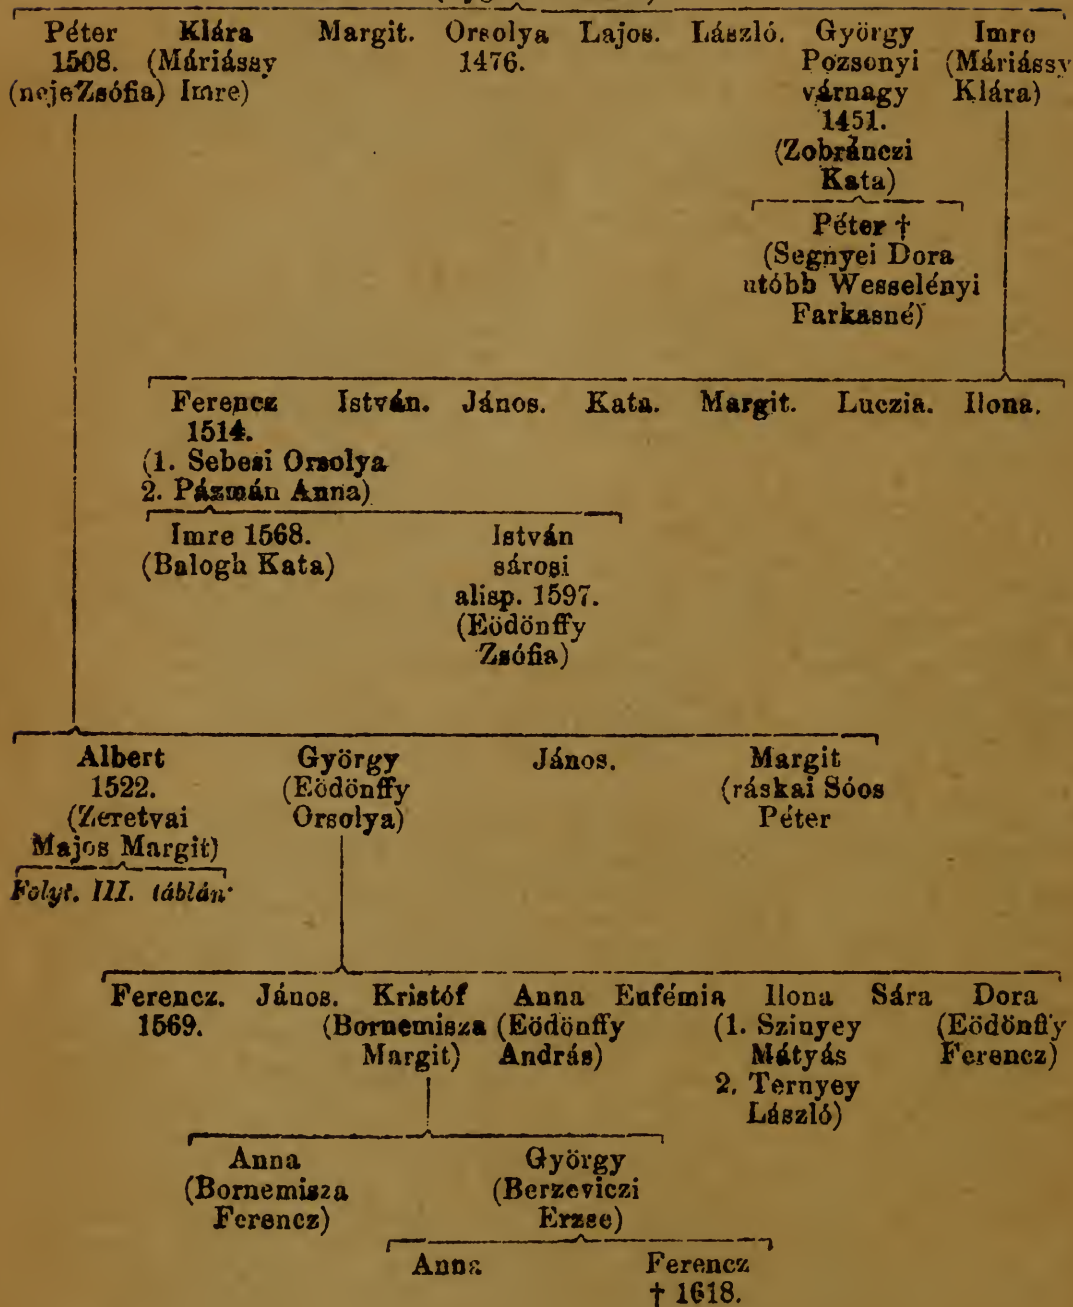 Péter Klára Margit. Orsolya Lajos. László. György Imre
1508. (Máriássy 1476. Pozsonyi (Máriássy
(neje Zsófia) Imre) várnagy Klára)
1451.
(Zobránczi
Kata)
Péter †
(Segnyei Dora
utóbb Wesselényi
Farkasné)
Ferencz István. János. Kata. Margit. Luczia. Ilona.
1514.
(1. Sebesi Orsolya
2. Pázmán Anna)
Imre 1568. István
(Balogh Kata) sárosi
alisp. 1597.
(Eödönffy
Zsófia)
Albert György János. Margit
1522. (Eödönffy (ráskai Sóos
(Zeretvai Orsolya) Péter
Majos Margit)
Folyt. III. táblán.
Ferencz. János. Kristóf Anna Eufémia Ilona Sára Dora
1569. (Bornemisza (Eödönffy (1. Szinyey (Eödönffy
Margit) András) Mátyás Ferencz)
2. Ternyey
László)
Anna György
(Bornemisza (Berzeviczi
Ferencz) Erzse)
Anna Ferencz
† 1618.